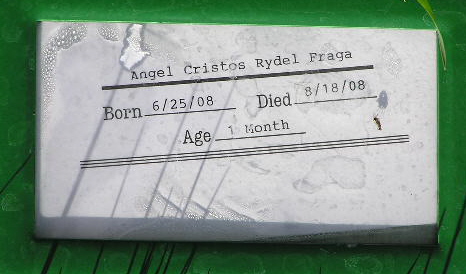 Angel Cristos Rydel Fraga
Born 6/25/08 Died 8/18/08
Age 1 Month